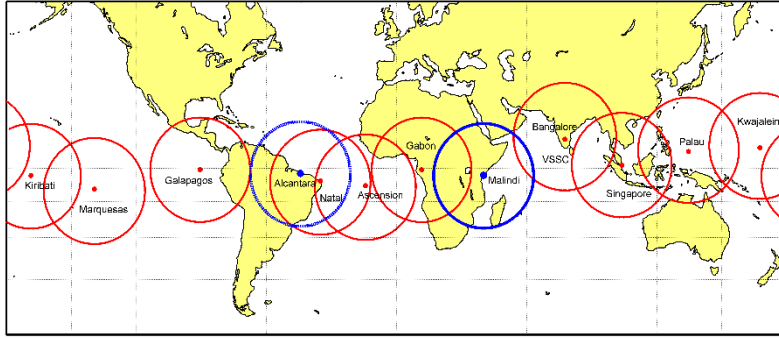 Kiribati
Marquesas
Galapagos
Alcantara
Natal
Ascension
Gabon
Malindi
Bangalore
VSSC
Singapore
Palau
Kwajalein